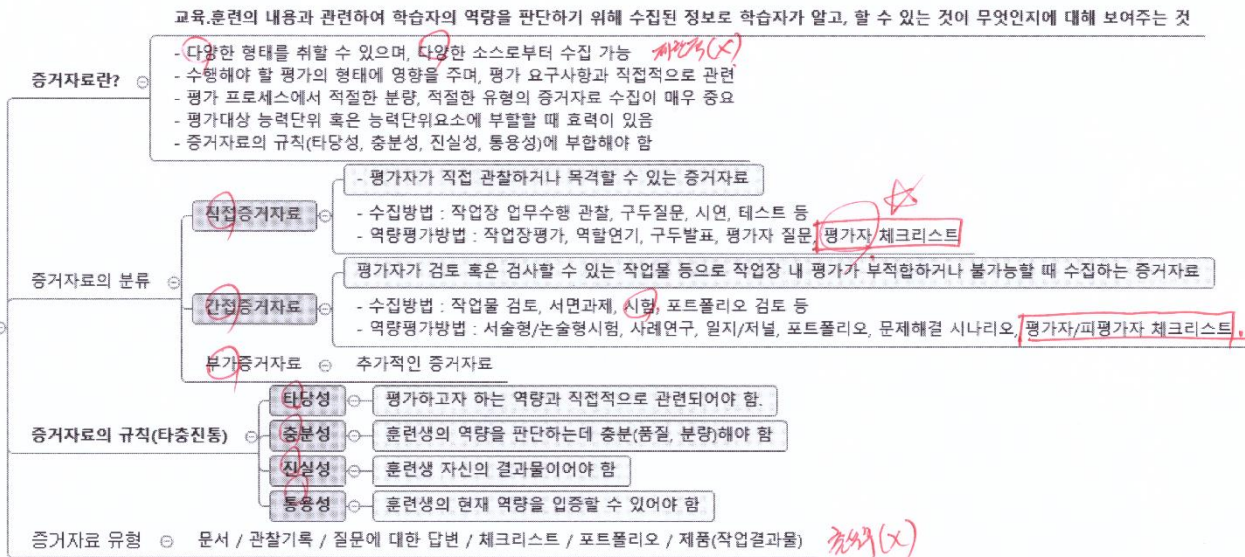 교육.훈련의 내용과 관련하여 학습자의 역량을 판단하기 위해 수집된 정보로 학습자가 알고, 할 수 있는 것이 무엇인지에 대해 보여주는 것
증거자료란?
- 다양한 형태를 취할 수 있으며, 다양한 소스로부터 수집 가능 제한적(X)
- 수행해야 할 평가의 형태에 영향을 주며, 평가 요구사항과 직접적으로 관련
- 평가 프로세스에서 적절한 분량, 적절한 유형의 증거자료 수집이 매우 중요
- 평가대상 능력단위 혹은 능력단위요소에 부할할 때 효력이 있음
- 증거자료의 규칙(타당성, 충분성, 진실성, 통용성)에 부합해야 함
증거자료의 분류
직접증거자료
- 평가자가 직접 관찰하거나 목격할 수 있는 증거자료
- 수집방법 : 작업장 업무수행 관찰, 구두질문, 시연, 테스트 등
- 역량평가방법 : 작업장평가, 역할연기, 구두발표, 평가자 질문, 평가자 체크리스트
간접증거자료
평가자가 검토 혹은 검사할 수 있는 작업물 등으로 작업장 내 평가가 부적합하거나 불가능할 때 수집하는 증거자료
- 수집방법 : 작업물 검토, 서면과제, 시험, 포트폴리오 검토 등
- 역량평가방법 : 서술형/논술형시험, 사례연구, 일지/저널, 포트폴리오, 문제해결 시나리오, 평가자/피평가자 체크리스트
부가증거자료 추가적인 증거자료
증거자료의 규칙(타충진통)
타당성 평가하고자 하는 역량과 직접적으로 관련되어야 함.
충분성 훈련생의 역량을 판단하는데 충분(품질, 분량)해야 함
진실성 훈련생 자신의 결과물이어야 함
통용성 훈련생의 현재 역량을 입증할 수 있어야 함
증거자료 유형 문서 / 관찰기록 / 질문에 대한 답변 / 체크리스트 / 포트폴리오 / 제품(작업결과물) (X)